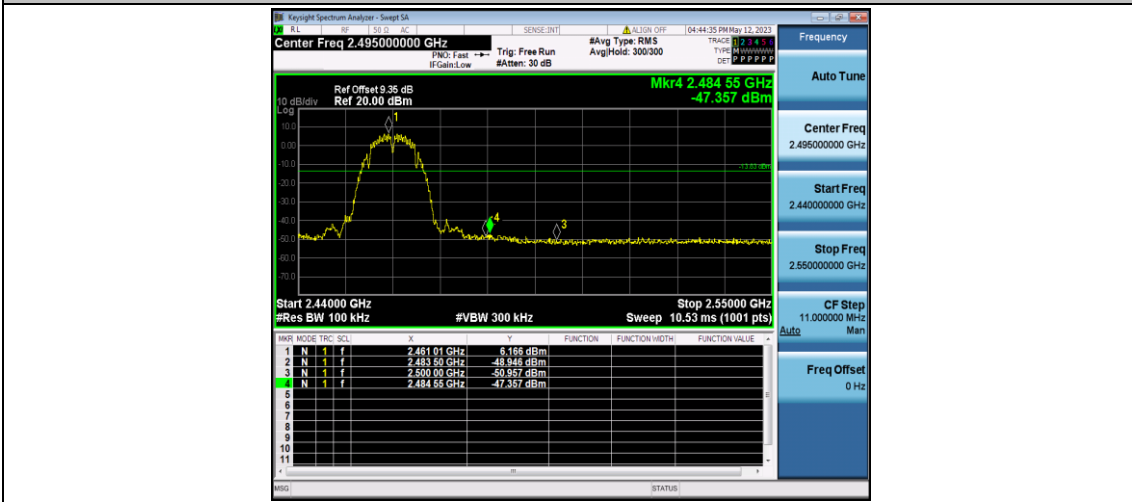 Keysight Spectrum Analyzer - Swept SA
RL RF 50 Ω AC SENSE:INT ALIGN OFF 04:44:35 PM May 12, 2023
Center Freq 2.495000000 GHz
PNO: Fast
IFGain:Low
Trig: Free Run
#Atten: 30 dB
#Avg Type: RMS
Avg|Hold: 300/300
TRACE 1 2 3 4 5 6
TYPE M WWWWW
DET P P P P P P
Frequency
Auto Tune
Center Freq
2.495000000 GHz
Start Freq
2.440000000 GHz
Stop Freq
2.550000000 GHz
CF Step
11.000000 MHz
Auto Man
Freq Offset
0 Hz
Mkr4 2.484 55 GHz
-47.357 dBm
Ref Offset 9.35 dB
10 dB/div Ref 20.00 dBm
Log
10.0
0.00
-10.0
-20.0
-30.0
-40.0
-50.0
-60.0
-70.0
1
-13.83 dBm
4
3
Start 2.44000 GHz Stop 2.55000 GHz
#Res BW 100 kHz #VBW 300 kHz Sweep 10.53 ms (1001 pts)
MKR MODE TRC SCL X Y FUNCTION FUNCTION WIDTH FUNCTION VALUE
1 N 1 f 2.461 01 GHz 6.166 dBm
2 N 1 f 2.483 50 GHz -48.946 dBm
3 N 1 f 2.500 00 GHz -50.957 dBm
4 N 1 f 2.484 55 GHz -47.357 dBm
5
6
7
8
9
10
11
MSG STATUS